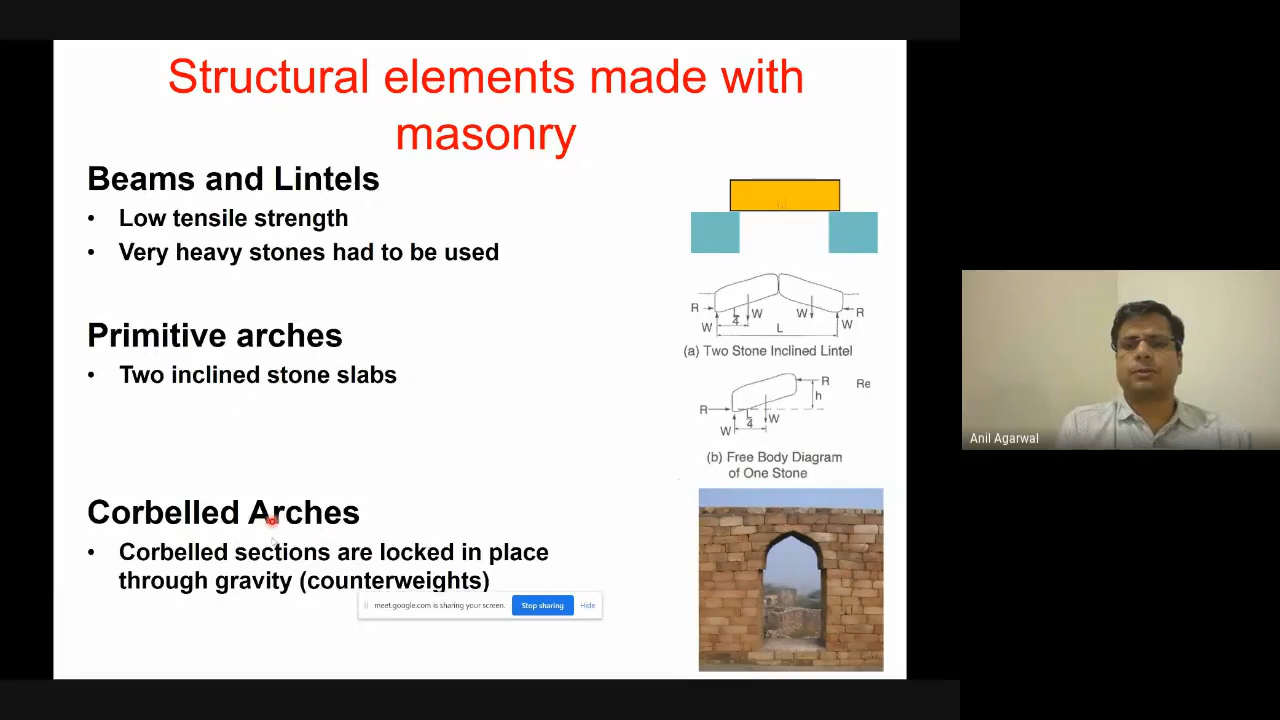 Structural elements made with
masonry
Beams and Lintels
• Low tensile strength
• Very heavy stones had to be used
Primitive arches
• Two inclined stone slabs
Corbelled Arches
• Corbelled sections are locked in place
through gravity (counterweights)
R
W
L
4
W
W
R
W
L
(a) Two Stone Inclined Lintel
R
Re
h
R
L
4
W
W
(b) Free Body Diagram
of One Stone
meet.google.com is sharing your screen. Stop sharing Hide
Anil Agarwal